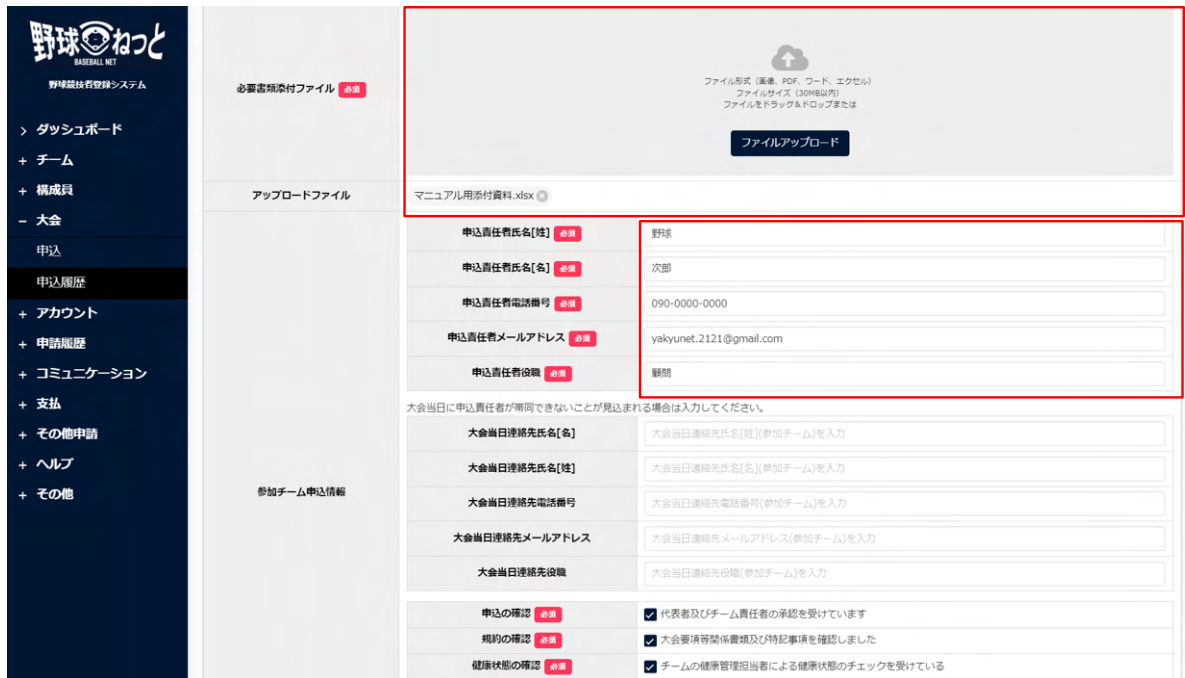 野球ねっと
BASEBALL NET
野球競技者登録システム
> ダッシュボード
+ チーム
+ 構成員
− 大会
申込
申込履歴
+ アカウント
+ 申請履歴
+ コミュニケーション
+ 支払
+ その他申請
+ ヘルプ
+ その他
必要書類添付ファイル 必須
ファイル形式（画像、PDF、ワード、エクセル）
ファイルサイズ（30MB以内）
ファイルをドラッグ&ドロップまたは
ファイルアップロード
アップロードファイル
マニュアル用添付資料.xlsx
参加チーム申込情報
申込責任者氏名[姓] 必須 野球
申込責任者氏名[名] 必須 次郎
申込責任者電話番号 必須 090-0000-0000
申込責任者メールアドレス 必須 yakyunet.2121@gmail.com
申込責任者役職 必須 顧問
大会当日に申込責任者が帯同できないことが見込まれる場合は入力してください。
大会当日連絡先氏名[名] 大会当日連絡先氏名[姓](参加チーム)を入力
大会当日連絡先氏名[姓] 大会当日連絡先氏名[名](参加チーム)を入力
大会当日連絡先電話番号 大会当日連絡先電話番号(参加チーム)を入力
大会当日連絡先メールアドレス 大会当日連絡先メールアドレス(参加チーム)を入力
大会当日連絡先役職 大会当日連絡先役職(参加チーム)を入力
申込の確認 必須 代表者及びチーム責任者の承認を受けています
規約の確認 必須 大会要項等関係書類及び特記事項を確認しました
健康状態の確認 必須 チームの健康管理担当者による健康状態のチェックを受けている